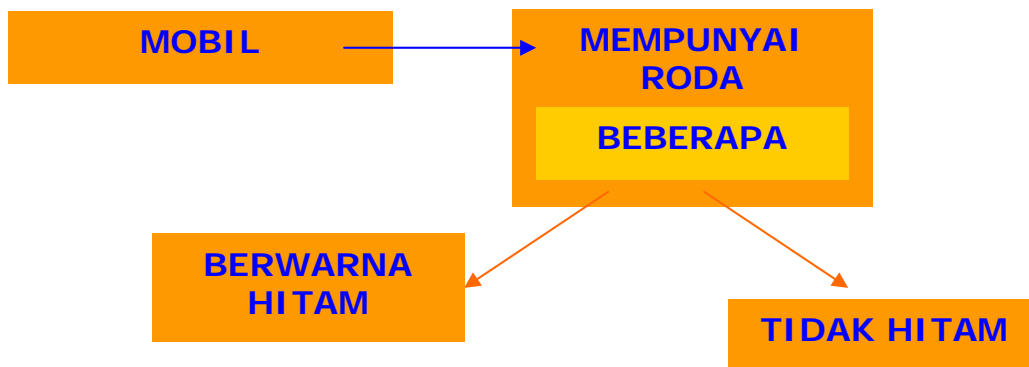 MOBIL
MEMPUNYAI
RODA
BEBERAPA
BERWARNA
HITAM
TIDAK HITAM